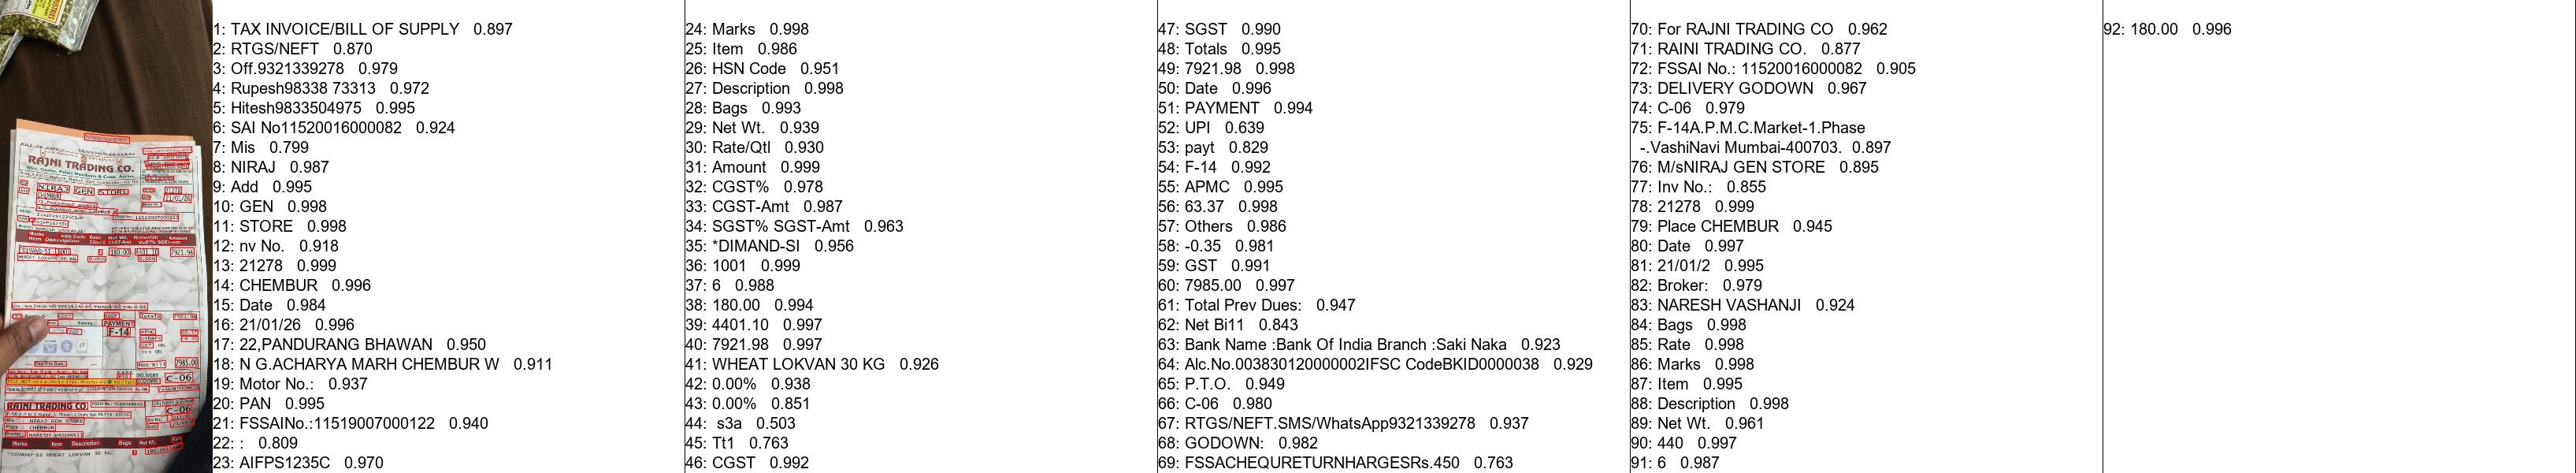 RAJNI TRADING CO.
NIRAJ GEN STORE
CHEMBUR
21/01/26
PAYMENT
F-14
7985.00
C-06
RAJNI TRADING CO
C-06
NARESH VASHANJI
1: TAX INVOICE/BILL OF SUPPLY 0.897
2: RTGS/NEFT 0.870
3: Off.9321339278 0.979
4: Rupesh98338 73313 0.972
5: Hitesh9833504975 0.995
6: SAI No11520016000082 0.924
7: Mis 0.799
8: NIRAJ 0.987
9: Add 0.995
10: GEN 0.998
11: STORE 0.998
12: nv No. 0.918
13: 21278 0.999
14: CHEMBUR 0.996
15: Date 0.984
16: 21/01/26 0.996
17: 22,PANDURANG BHAWAN 0.950
18: N G.ACHARYA MARH CHEMBUR W 0.911
19: Motor No.: 0.937
20: PAN 0.995
21: FSSAINo.:11519007000122 0.940
22: : 0.809
23: AIFPS1235C 0.970
24: Marks 0.998
25: Item 0.986
26: HSN Code 0.951
27: Description 0.998
28: Bags 0.993
29: Net Wt. 0.939
30: Rate/Qtl 0.930
31: Amount 0.999
32: CGST% 0.978
33: CGST-Amt 0.987
34: SGST% SGST-Amt 0.963
35: *DIMAND-SI 0.956
36: 1001 0.999
37: 6 0.988
38: 180.00 0.994
39: 4401.10 0.997
40: 7921.98 0.997
41: WHEAT LOKVAN 30 KG 0.926
42: 0.00% 0.938
43: 0.00% 0.851
44: s3a 0.503
45: Tt1 0.763
46: CGST 0.992
47: SGST 0.990
48: Totals 0.995
49: 7921.98 0.998
50: Date 0.996
51: PAYMENT 0.994
52: UPI 0.639
53: payt 0.829
54: F-14 0.992
55: APMC 0.995
56: 63.37 0.998
57: Others 0.986
58: -0.35 0.981
59: GST 0.991
60: 7985.00 0.997
61: Total Prev Dues: 0.947
62: Net Bi11 0.843
63: Bank Name :Bank Of India Branch :Saki Naka 0.923
64: Alc.No.003830120000002IFSC CodeBKID0000038 0.929
65: P.T.O. 0.949
66: C-06 0.980
67: RTGS/NEFT.SMS/WhatsApp9321339278 0.937
68: GODOWN: 0.982
69: FSSACHEQURETURNHARGESRs.450 0.763
70: For RAJNI TRADING CO 0.962
71: RAINI TRADING CO. 0.877
72: FSSAI No.: 11520016000082 0.905
73: DELIVERY GODOWN 0.967
74: C-06 0.979
75: F-14A.P.M.C.Market-1.Phase
-.VashiNavi Mumbai-400703. 0.897
76: M/sNIRAJ GEN STORE 0.895
77: Inv No.: 0.855
78: 21278 0.999
79: Place CHEMBUR 0.945
80: Date 0.997
81: 21/01/2 0.995
82: Broker: 0.979
83: NARESH VASHANJI 0.924
84: Bags 0.998
85: Rate 0.998
86: Marks 0.998
87: Item 0.995
88: Description 0.998
89: Net Wt. 0.961
90: 440 0.997
91: 6 0.987
92: 180.00 0.996